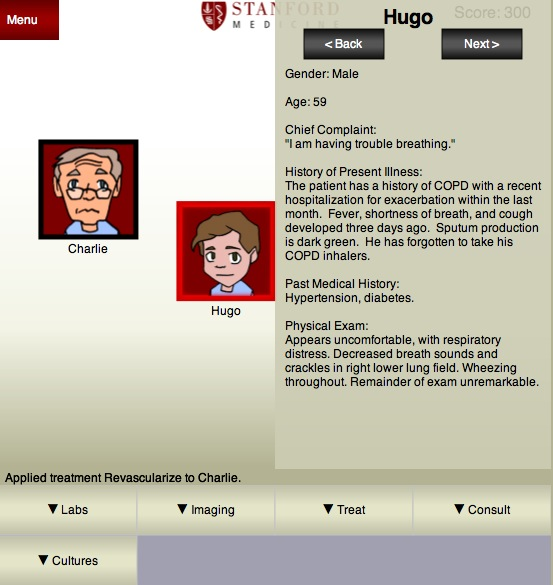 Menu
STANFORD
MEDICINE
Hugo
Score: 300
< Back
Next >
Gender: Male
Age: 59
Chief Complaint:
"I am having trouble breathing."
History of Present Illness:
The patient has a history of COPD with a recent
hospitalization for exacerbation within the last
month. Fever, shortness of breath, and cough
developed three days ago. Sputum production
is dark green. He has forgotten to take his
COPD inhalers.
Past Medical History:
Hypertension, diabetes.
Physical Exam:
Appears uncomfortable, with respiratory
distress. Decreased breath sounds and
crackles in right lower lung field. Wheezing
throughout. Remainder of exam unremarkable.
Charlie
Hugo
Applied treatment Revascularize to Charlie.
▼ Labs
▼ Imaging
▼ Treat
▼ Consult
▼ Cultures